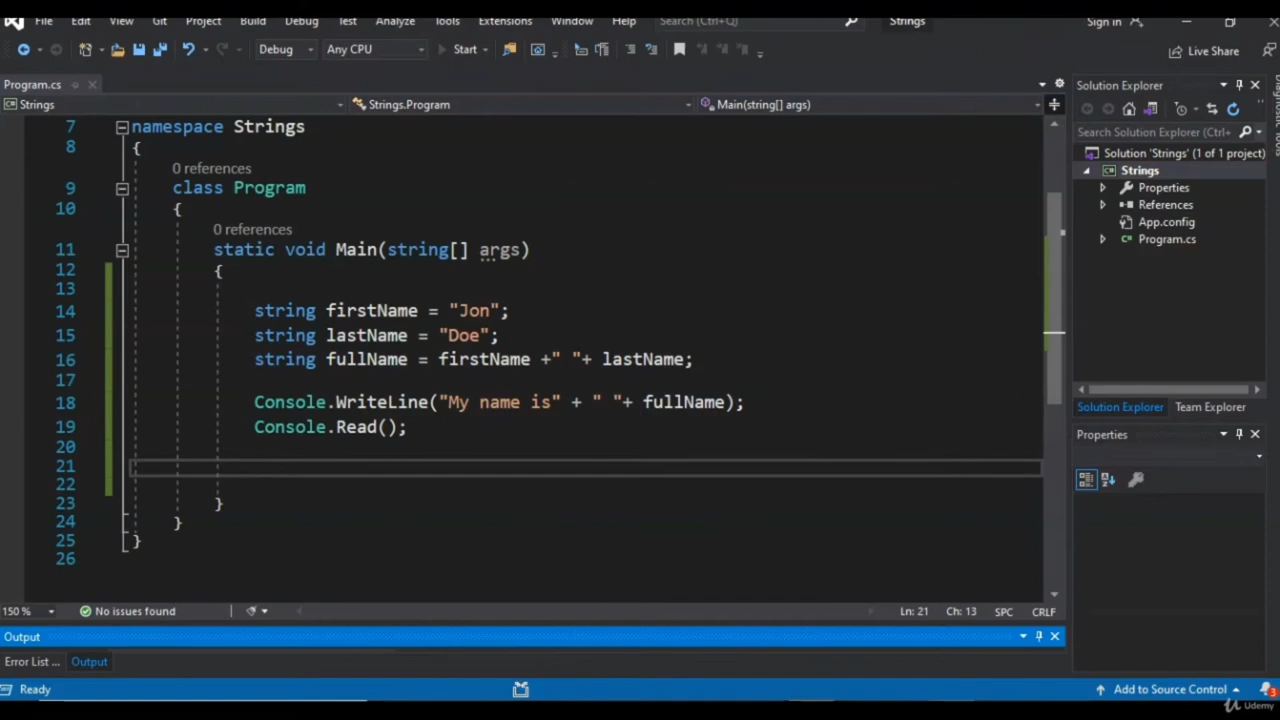 File Edit View Git Project Build Debug Test Analyze Tools Extensions Window Help Search (Ctrl+Q) Strings Sign in
Debug Any CPU Start Live Share
Program.cs
Strings Strings.Program Main(string[] args)
7 namespace Strings
8 {
0 references
9 class Program
10 {
0 references
11 static void Main(string[] args)
12 {
13
14 string firstName = "Jon";
15 string lastName = "Doe";
16 string fullName = firstName +" "+ lastName;
17
18 Console.WriteLine("My name is" + " "+ fullName);
19 Console.Read();
20
21
22
23 }
24 }
25 }
26
150 % No issues found Ln: 21 Ch: 13 SPC CRLF
Output
Error List ... Output
Ready Add to Source Control 3
Solution Explorer
Search Solution Explorer (Ctrl+
Solution 'Strings' (1 of 1 project)
Strings
Properties
References
App.config
Program.cs
Solution Explorer Team Explorer
Properties
Diagnostic Tools
Udemy